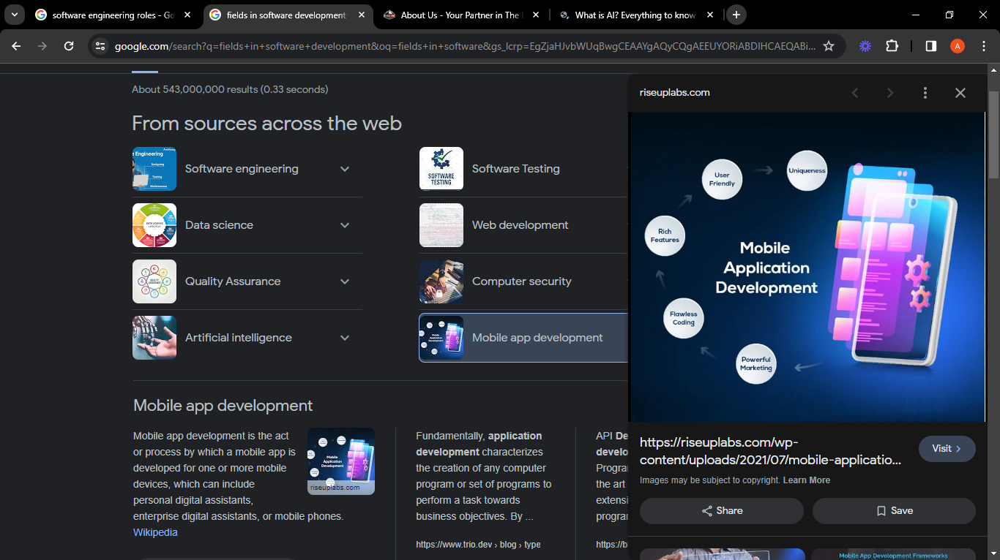 software engineering roles - Go
fields in software development
About Us - Your Partner in The
What is AI? Everything to know
google.com/search?q=fields+in+software+development&oq=fields+in+software&gs_lcrp=EgZjaHJvbWUqBwgCEAAYgAQyCQgAEEUYORiABDIHCAEQABi...
A
About 543,000,000 results (0.33 seconds)
From sources across the web
Software engineering
SOFTWARE
TESTING
Software Testing
Data science
Web development
Quality Assurance
Computer security
Artificial intelligence
Mobile app development
Mobile app development
Mobile app development is the act
or process by which a mobile app is
developed for one or more mobile
devices, which can include
personal digital assistants,
enterprise digital assistants, or mobile phones.
Wikipedia
riseuplabs.com
Fundamentally, application
development characterizes
the creation of any computer
program or set of programs to
perform a task towards
business objectives. By ...
https://www.trio.dev › blog › type
API De
develo
Progra
the art
extensi
progra
https://b
riseuplabs.com
User
Friendly
Uniqueness
Rich
Features
Mobile
Application
Development
Flawless
Coding
Powerful
Marketing
https://riseuplabs.com/wp-
content/uploads/2021/07/mobile-applicatio...
Visit
Images may be subject to copyright. Learn More
Share
Save
Mobile App Development Frameworks